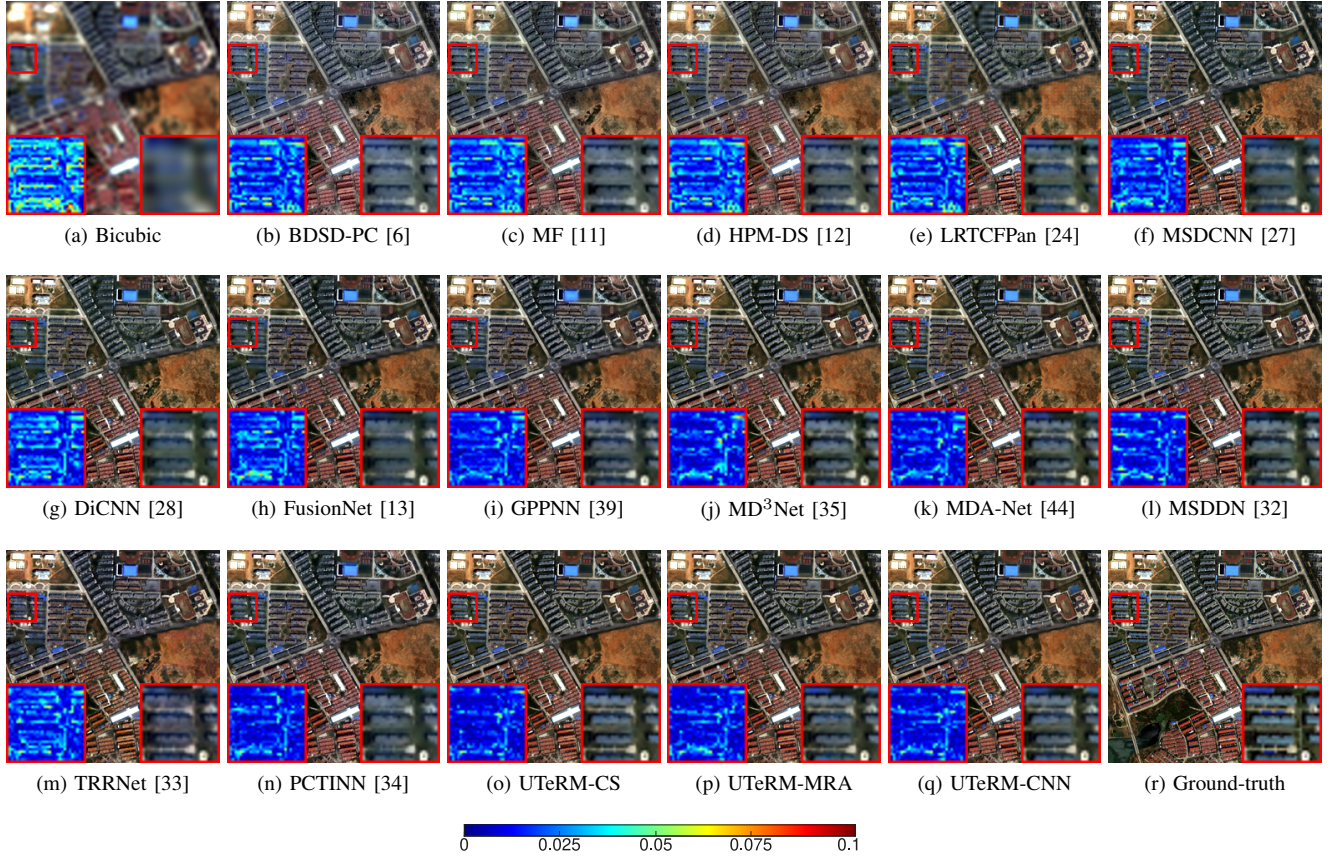 (a) Bicubic
(b) BDSD-PC [6]
(c) MF [11]
(d) HPM-DS [12]
(e) LRTCFPan [24]
(f) MSDCNN [27]
(g) DiCNN [28]
(h) FusionNet [13]
(i) GPPNN [39]
(j) MD³Net [35]
(k) MDA-Net [44]
(l) MSDDN [32]
(m) TRRNet [33]
(n) PCTINN [34]
(o) UTeRM-CS
(p) UTeRM-MRA
(q) UTeRM-CNN
(r) Ground-truth
0 0.025 0.05 0.075 0.1